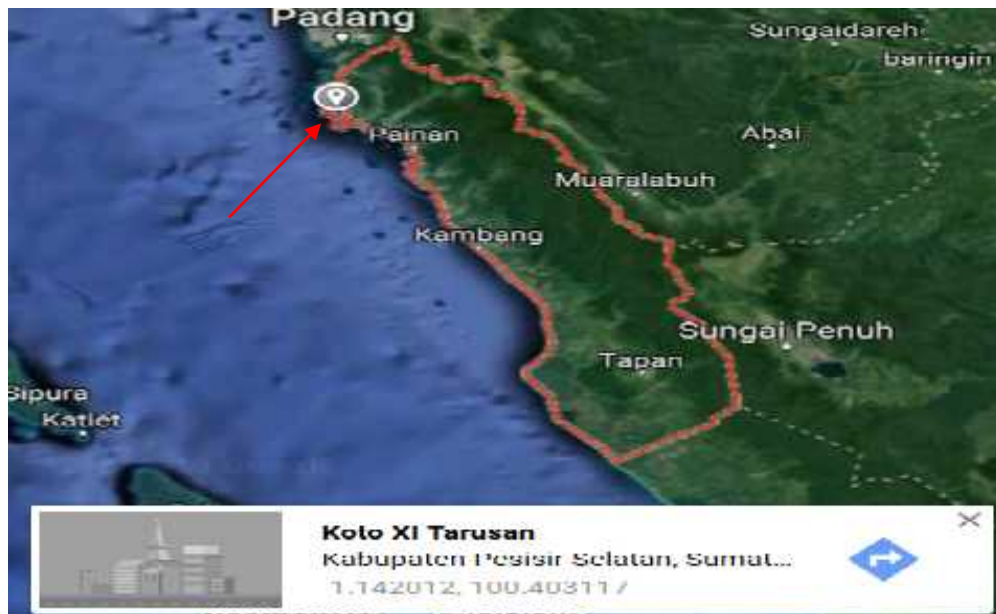 Padang
Sungaidareh
baringin
Painan
Abai
Muaralabuh
Kambang
Sungai Penuh
Tapan
Sipura
Katiet
Koto XI Tarusan
Kabupaten Pesisir Selatan, Sumat...
1.142012, 100.403117